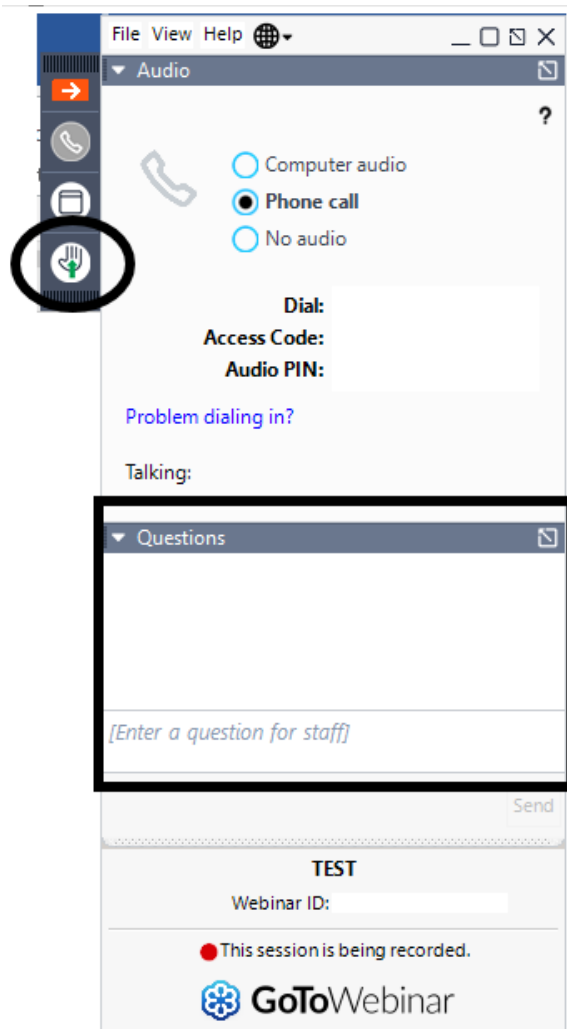 File View Help
Audio
?
Computer audio
Phone call
No audio
Dial:
Access Code:
Audio PIN:
Problem dialing in?
Talking:
Questions
[Enter a question for staff]
Send
TEST
Webinar ID:
This session is being recorded.
GoToWebinar